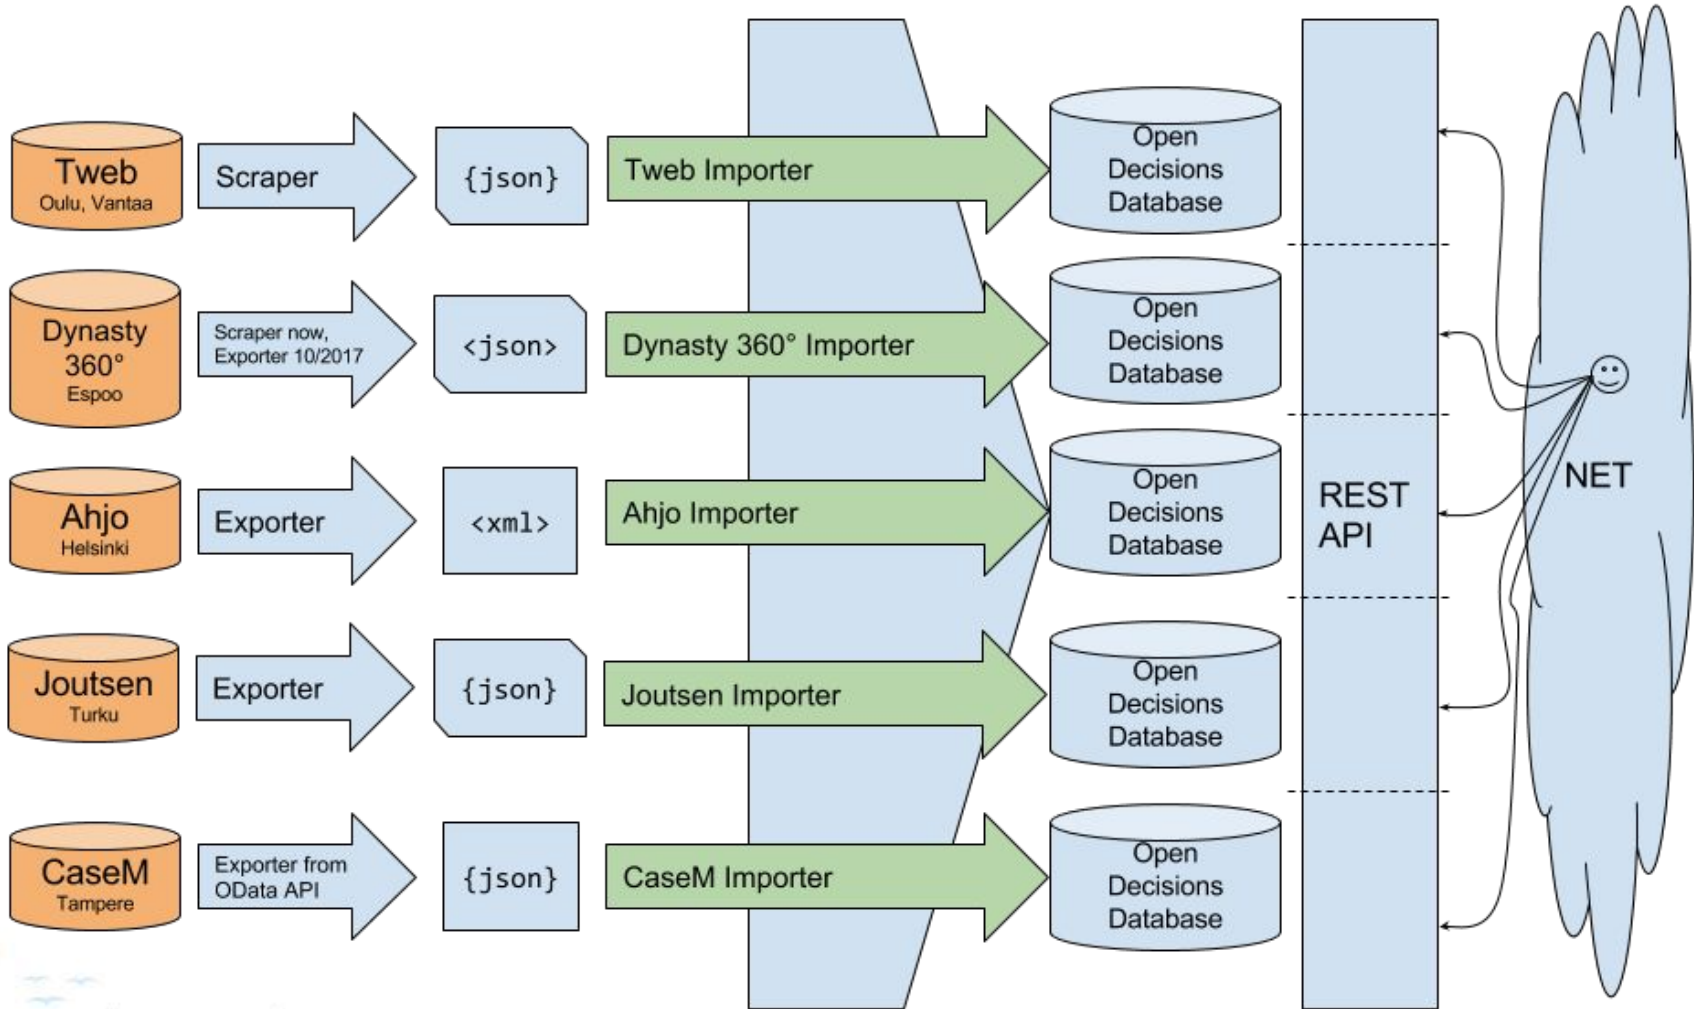 Tweb
Oulu, Vantaa
Scraper
{json}
Tweb Importer
Open
Decisions
Database
Dynasty
360°
Espoo
Scraper now,
Exporter 10/2017
<json>
Dynasty 360° Importer
Open
Decisions
Database
Ahjo
Helsinki
Exporter
<xml>
Ahjo Importer
Open
Decisions
Database
Joutsen
Turku
Exporter
{json}
Joutsen Importer
Open
Decisions
Database
CaseM
Tampere
Exporter from
OData API
{json}
CaseM Importer
Open
Decisions
Database
REST
API
NET